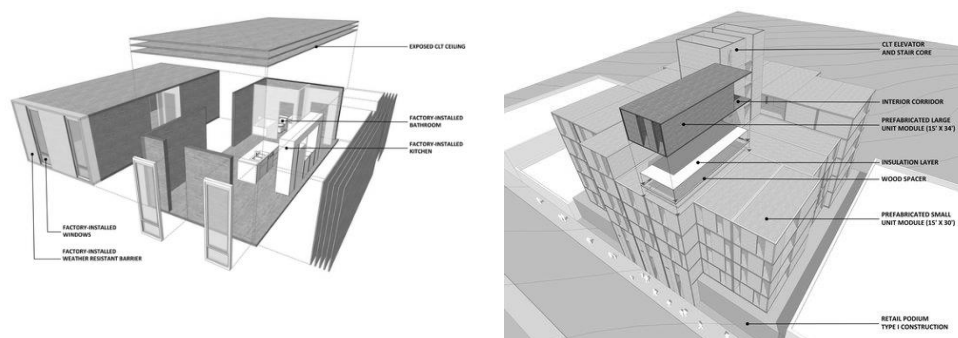 EXPOSED CLT CEILING
FACTORY-INSTALLED
BATHROOM
FACTORY-INSTALLED
KITCHEN
FACTORY-INSTALLED
WINDOWS
FACTORY-INSTALLED
WEATHER RESISTANT BARRIER
CLT ELEVATOR
AND STAIR CORE
INTERIOR CORRIDOR
PREFABRICATED LARGE
UNIT MODULE (15' X 34')
INSULATION LAYER
WOOD SPACER
PREFABRICATED SMALL
UNIT MODULE (15' X 30')
RETAIL PODIUM
TYPE I CONSTRUCTION